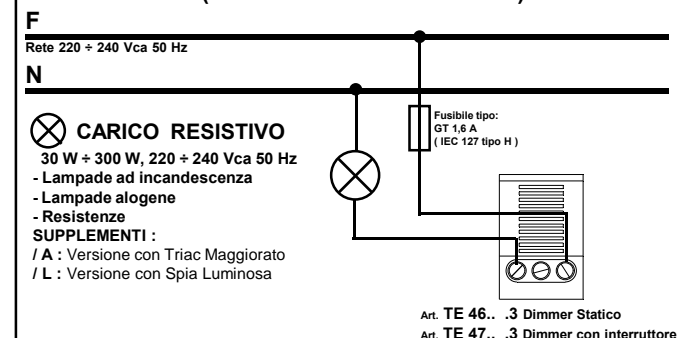 F
Rete 220 ÷ 240 Vca 50 Hz
N
Fusibile tipo:
GT 1,6 A
( IEC 127 tipo H )
CARICO RESISTIVO
30 W ÷ 300 W, 220 ÷ 240 Vca 50 Hz
- Lampade ad incandescenza
- Lampade alogene
- Resistenze
SUPPLEMENTI :
/ A : Versione con Triac Maggiorato
/ L : Versione con Spia Luminosa
Art. TE 46.. .3 Dimmer Statico
Art. TE 47.. .3 Dimmer con interruttore